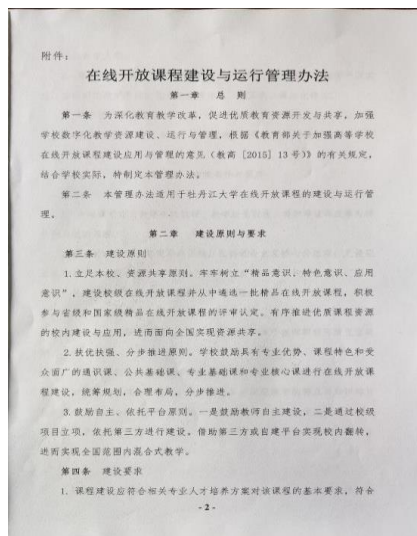 附件：
在线开放课程建设与运行管理办法
第一章 总 则
第一条 为深化教育教学改革，促进优质教育资源开发与共享，加强
学校数字化教学资源建设、运行与管理，根据《教育部关于加强高等学校
在线开放课程建设应用与管理的意见（教高［2015］13号）》的有关规定，
结合学校实际，特制定本管理办法。
第二条 本管理办法适用于牡丹江大学在线开放课程的建设与运行管
理。
第二章 建设原则与要求
第三条 建设原则
1.立足本校、资源共享原则。牢牢树立“精品意识、特色意识、应用
意识”，建设校级在线开放课程并从中遴选一批精品在线开放课程，积极
参与省级和国家级精品在线开放课程的评审认定。有序推进优质课程资源
的校内建设与应用，进而面向全国实现资源共享。
2.扶优扶强、分步推进原则。学校鼓励具有专业优势、课程特色和受
众面广的通识课、公共基础课、专业基础课和专业核心课进行在线开放课
程建设，统筹规划，合理布局，分步推进。
3.鼓励自主、依托平台原则。一是鼓励教师自主建设，二是通过校级
项目立项，依托第三方进行建设，借助第三方或自建平台实现校内翻转，
进而实现全国范围内混合式教学。
第四条 建设要求
1. 课程建设应符合相关专业人才培养方案对该课程的基本要求，符合
- 2 -